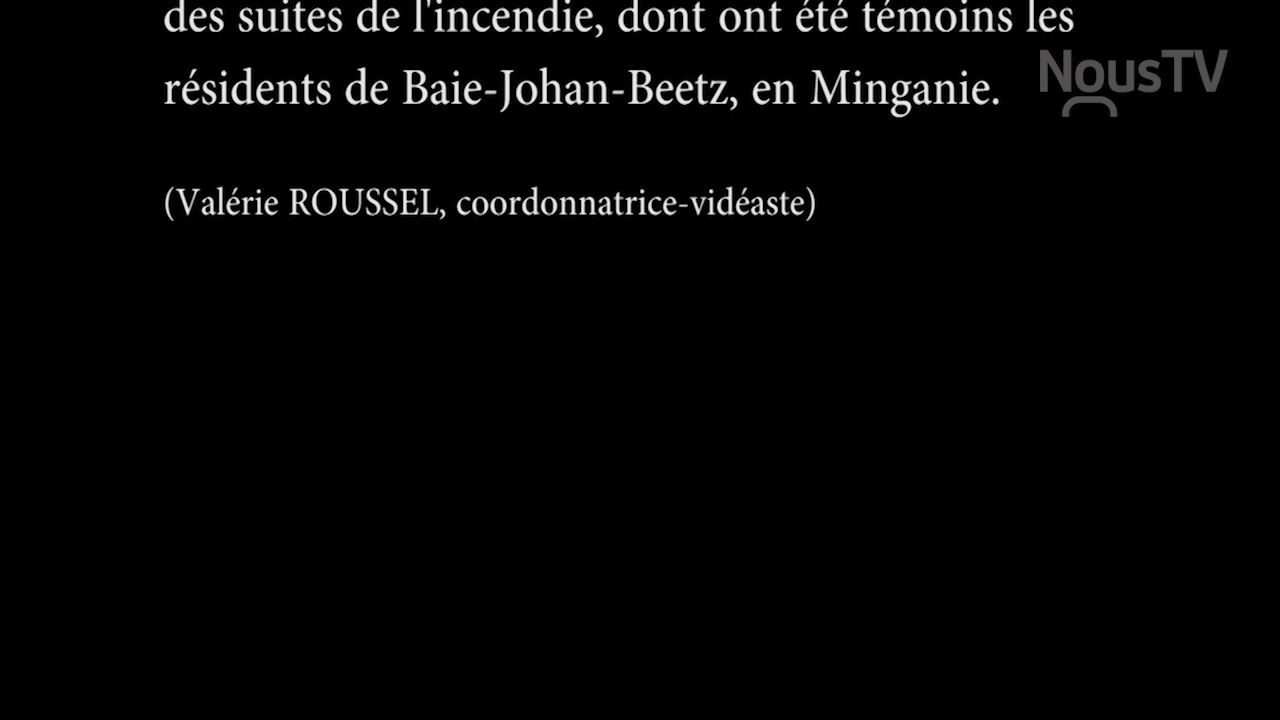 des suites de l'incendie, dont ont été témoins les
résidents de Baie-Johan-Beetz, en Minganie.
NousTV
(Valérie ROUSSEL, coordonnatrice-vidéaste)